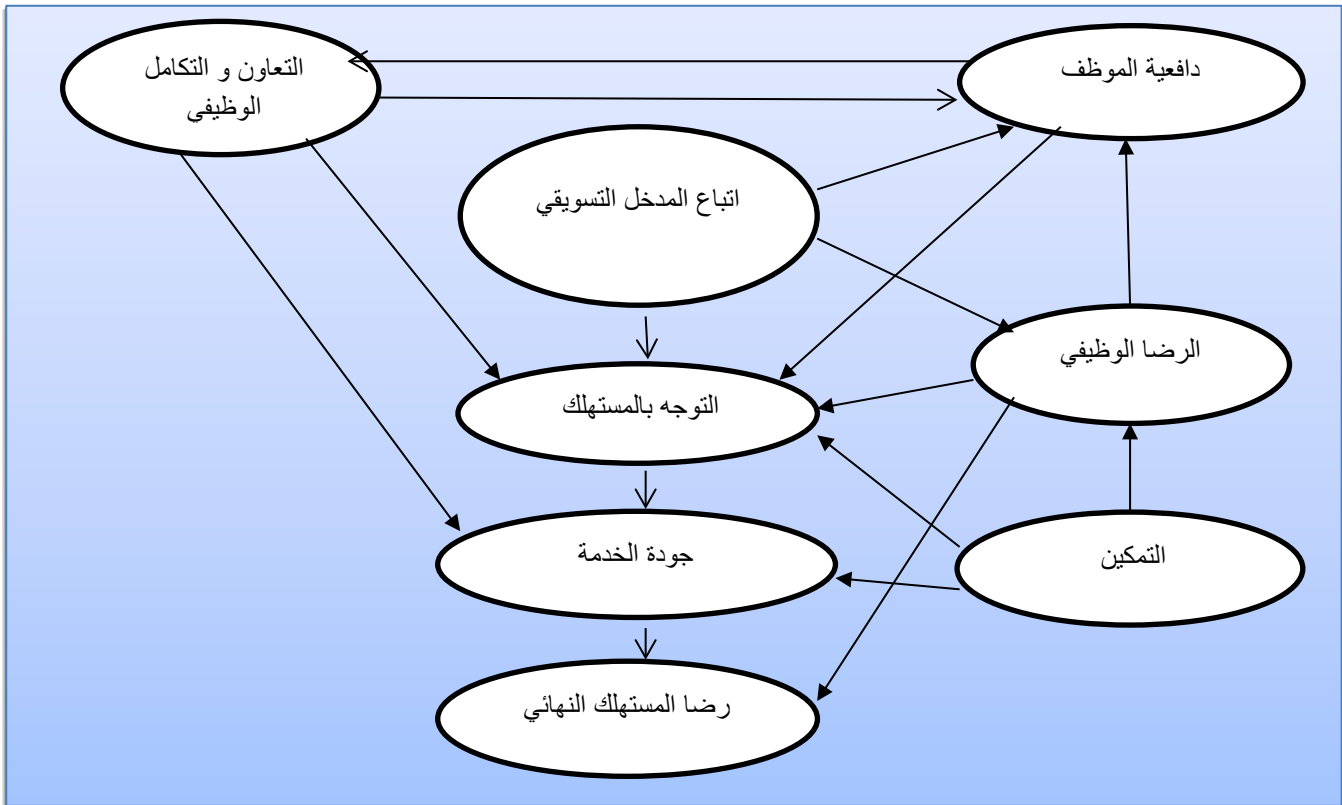 دافعية الموظف
التعاون و التكامل
الوظيفي
اتباع المدخل التسويقي
الرضا الوظيفي
التوجه بالمستهلك
التمكين
جودة الخدمة
رضا المستهلك النهائي